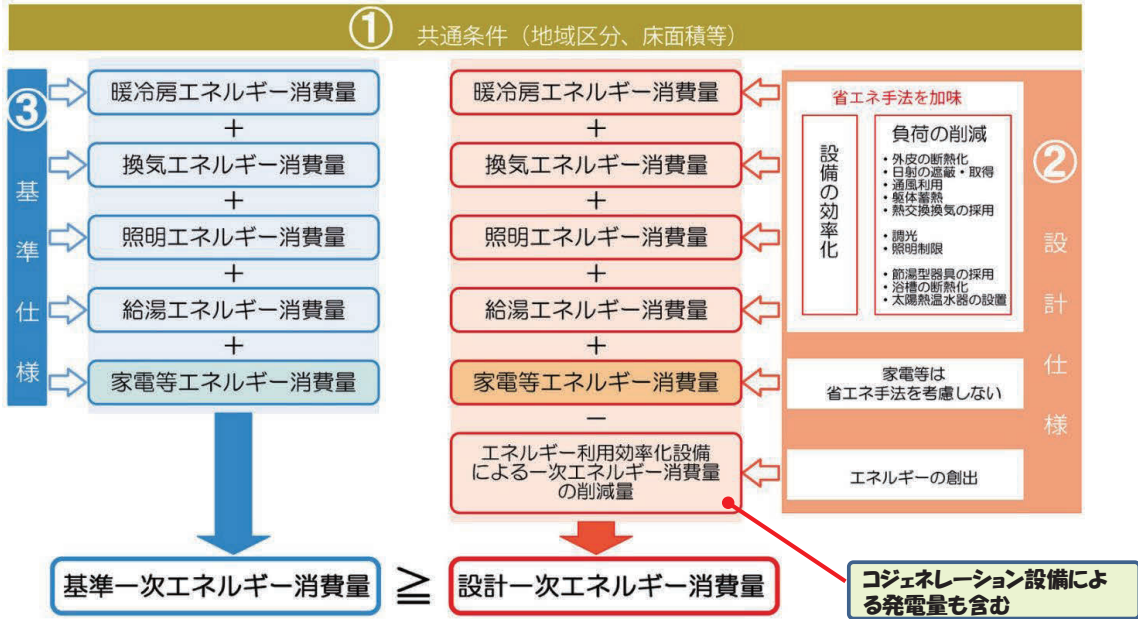 ① 共通条件（地域区分、床面積等）
③
基準仕様
暖冷房エネルギー消費量
＋
換気エネルギー消費量
＋
照明エネルギー消費量
＋
給湯エネルギー消費量
＋
家電等エネルギー消費量
暖冷房エネルギー消費量
＋
換気エネルギー消費量
＋
照明エネルギー消費量
＋
給湯エネルギー消費量
＋
家電等エネルギー消費量
－
エネルギー利用効率化設備
による一次エネルギー消費量
の削減量
省エネ手法を加味
設備の効率化
負荷の削減
・外皮の断熱化
・日射の遮蔽・取得
・通風利用
・躯体蓄熱
・熱交換換気の採用
・調光
・照明制限
・節湯型器具の採用
・浴槽の断熱化
・太陽熱温水器の設置
家電等は
省エネ手法を考慮しない
エネルギーの創出
②
設計仕様
基準一次エネルギー消費量 ≧ 設計一次エネルギー消費量
コジェネレーション設備によ
る発電量も含む